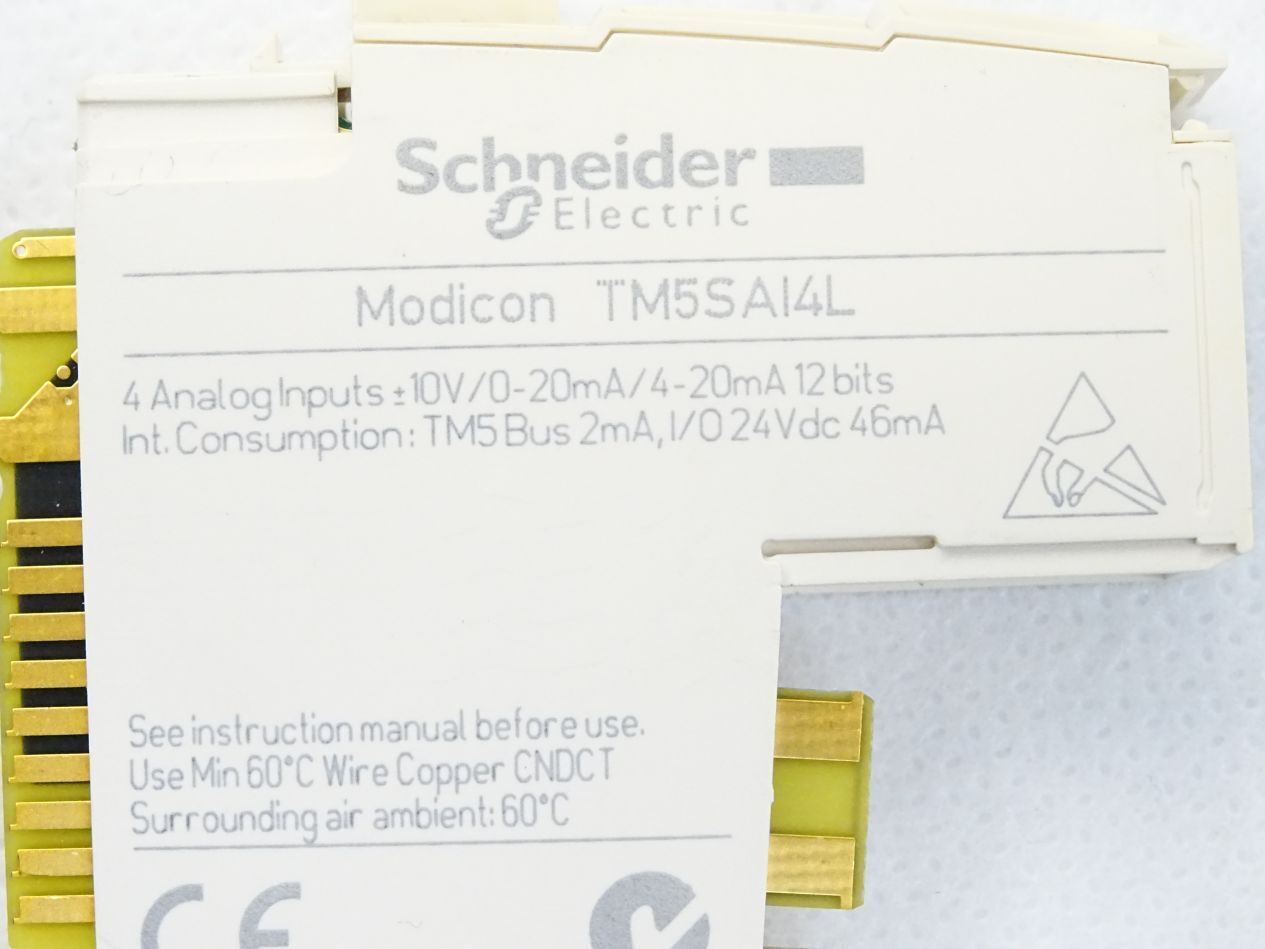 Schneider
Electric
Modicon TM5SAI4L
4 Analog Inputs ±10V/0-20mA/4-20mA 12 bits
Int. Consumption: TM5 Bus 2mA, I/O 24Vdc 46mA
See instruction manual before use.
Use Min 60°C Wire Copper CNDCT
Surrounding air ambient: 60°C
CE